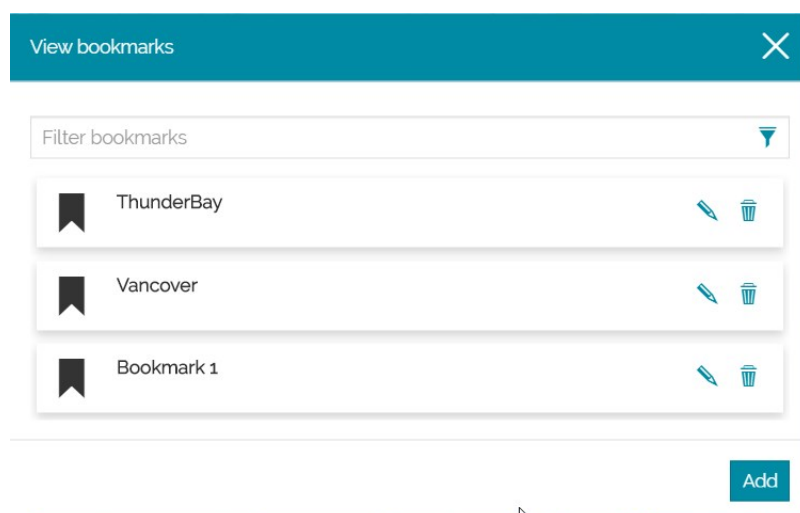 View bookmarks
Filter bookmarks
ThunderBay
Vancover
Bookmark 1
Add